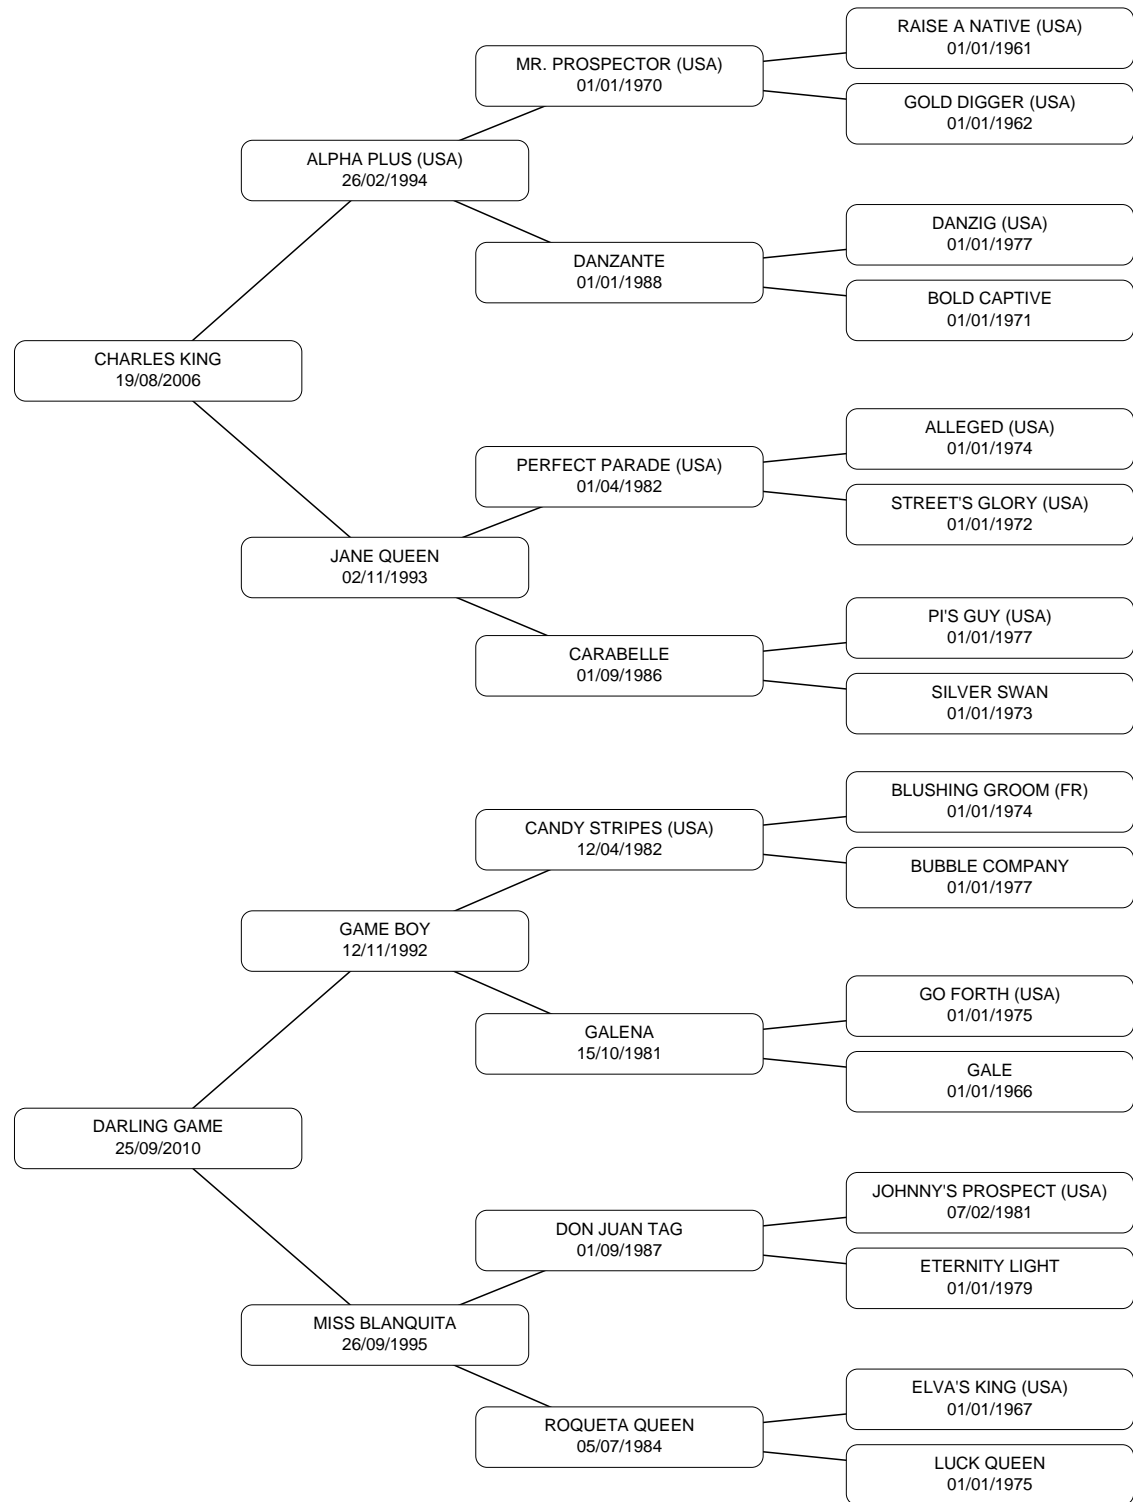 RAISE A NATIVE (USA)
01/01/1961
MR. PROSPECTOR (USA)
01/01/1970
GOLD DIGGER (USA)
01/01/1962
ALPHA PLUS (USA)
26/02/1994
DANZIG (USA)
01/01/1977
DANZANTE
01/01/1988
BOLD CAPTIVE
01/01/1971
CHARLES KING
19/08/2006
ALLEGED (USA)
01/01/1974
PERFECT PARADE (USA)
01/04/1982
STREET'S GLORY (USA)
01/01/1972
JANE QUEEN
02/11/1993
PI'S GUY (USA)
01/01/1977
CARABELLE
01/09/1986
SILVER SWAN
01/01/1973
BLUSHING GROOM (FR)
01/01/1974
CANDY STRIPES (USA)
12/04/1982
BUBBLE COMPANY
01/01/1977
GAME BOY
12/11/1992
GO FORTH (USA)
01/01/1975
GALENA
15/10/1981
GALE
01/01/1966
DARLING GAME
25/09/2010
JOHNNY'S PROSPECT (USA)
07/02/1981
DON JUAN TAG
01/09/1987
ETERNITY LIGHT
01/01/1979
MISS BLANQUITA
26/09/1995
ELVA'S KING (USA)
01/01/1967
ROQUETA QUEEN
05/07/1984
LUCK QUEEN
01/01/1975